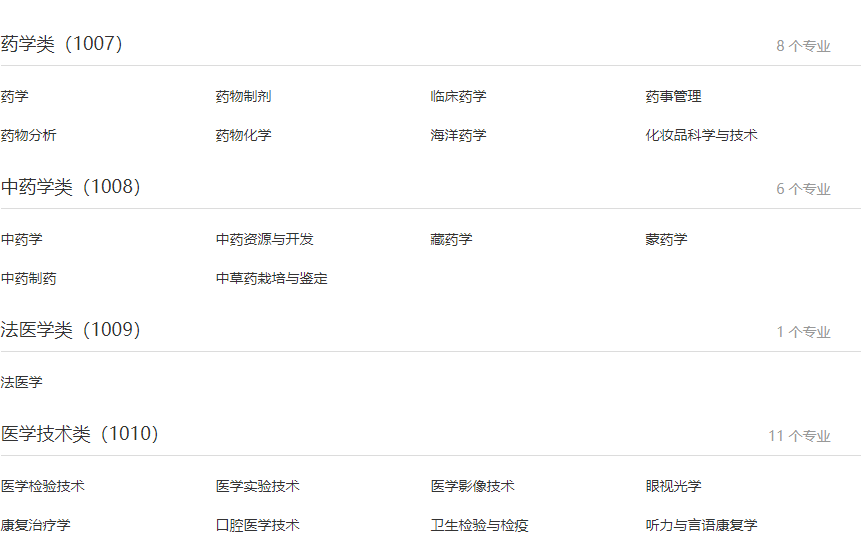 药学类（1007） 8 个专业
药学 药物制剂 临床药学 药事管理
药物分析 药物化学 海洋药学 化妆品科学与技术
中药学类（1008） 6 个专业
中药学 中药资源与开发 藏药学 蒙药学
中药制药 中草药栽培与鉴定
法医学类（1009） 1 个专业
法医学
医学技术类（1010） 11 个专业
医学检验技术 医学实验技术 医学影像技术 眼视光学
康复治疗学 口腔医学技术 卫生检验与检疫 听力与言语康复学